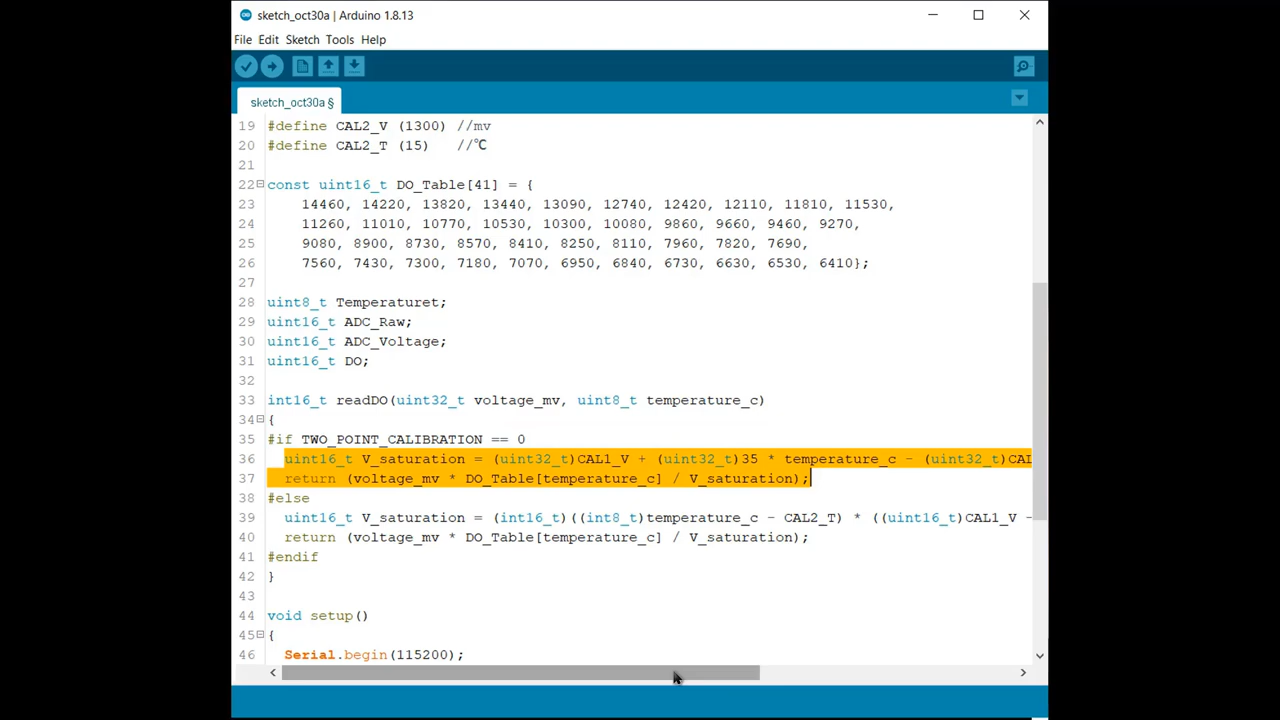 sketch_oct30a | Arduino 1.8.13
File Edit Sketch Tools Help
sketch_oct30a §
19 #define CAL2_V (1300) //mv
20 #define CAL2_T (15) //℃
21
22 const uint16_t DO_Table[41] = {
23 14460, 14220, 13820, 13440, 13090, 12740, 12420, 12110, 11810, 11530,
24 11260, 11010, 10770, 10530, 10300, 10080, 9860, 9660, 9460, 9270,
25 9080, 8900, 8730, 8570, 8410, 8250, 8110, 7960, 7820, 7690,
26 7560, 7430, 7300, 7180, 7070, 6950, 6840, 6730, 6630, 6530, 6410};
27
28 uint8_t Temperaturet;
29 uint16_t ADC_Raw;
30 uint16_t ADC_Voltage;
31 uint16_t DO;
32
33 int16_t readDO(uint32_t voltage_mv, uint8_t temperature_c)
34 {
35 #if TWO_POINT_CALIBRATION == 0
36 uint16_t V_saturation = (uint32_t)CAL1_V + (uint32_t)35 * temperature_c - (uint32_t)CAL
37 return (voltage_mv * DO_Table[temperature_c] / V_saturation);
38 #else
39 uint16_t V_saturation = (int16_t)((int8_t)temperature_c - CAL2_T) * ((uint16_t)CAL1_V -
40 return (voltage_mv * DO_Table[temperature_c] / V_saturation);
41 #endif
42 }
43
44 void setup()
45 {
46 Serial.begin(115200);